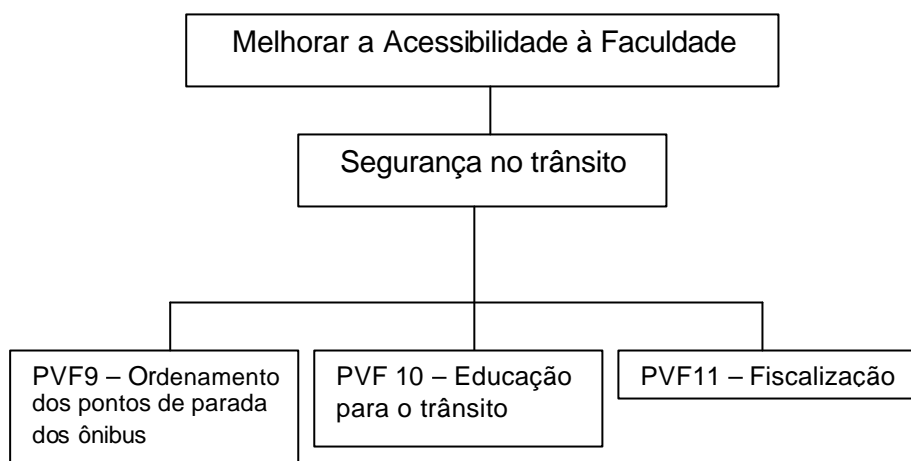 Melhorar a Acessibilidade à Faculdade
Segurança no trânsito
PVF9 – Ordenamento
dos pontos de parada
dos ônibus
PVF 10 – Educação
para o trânsito
PVF11 – Fiscalização